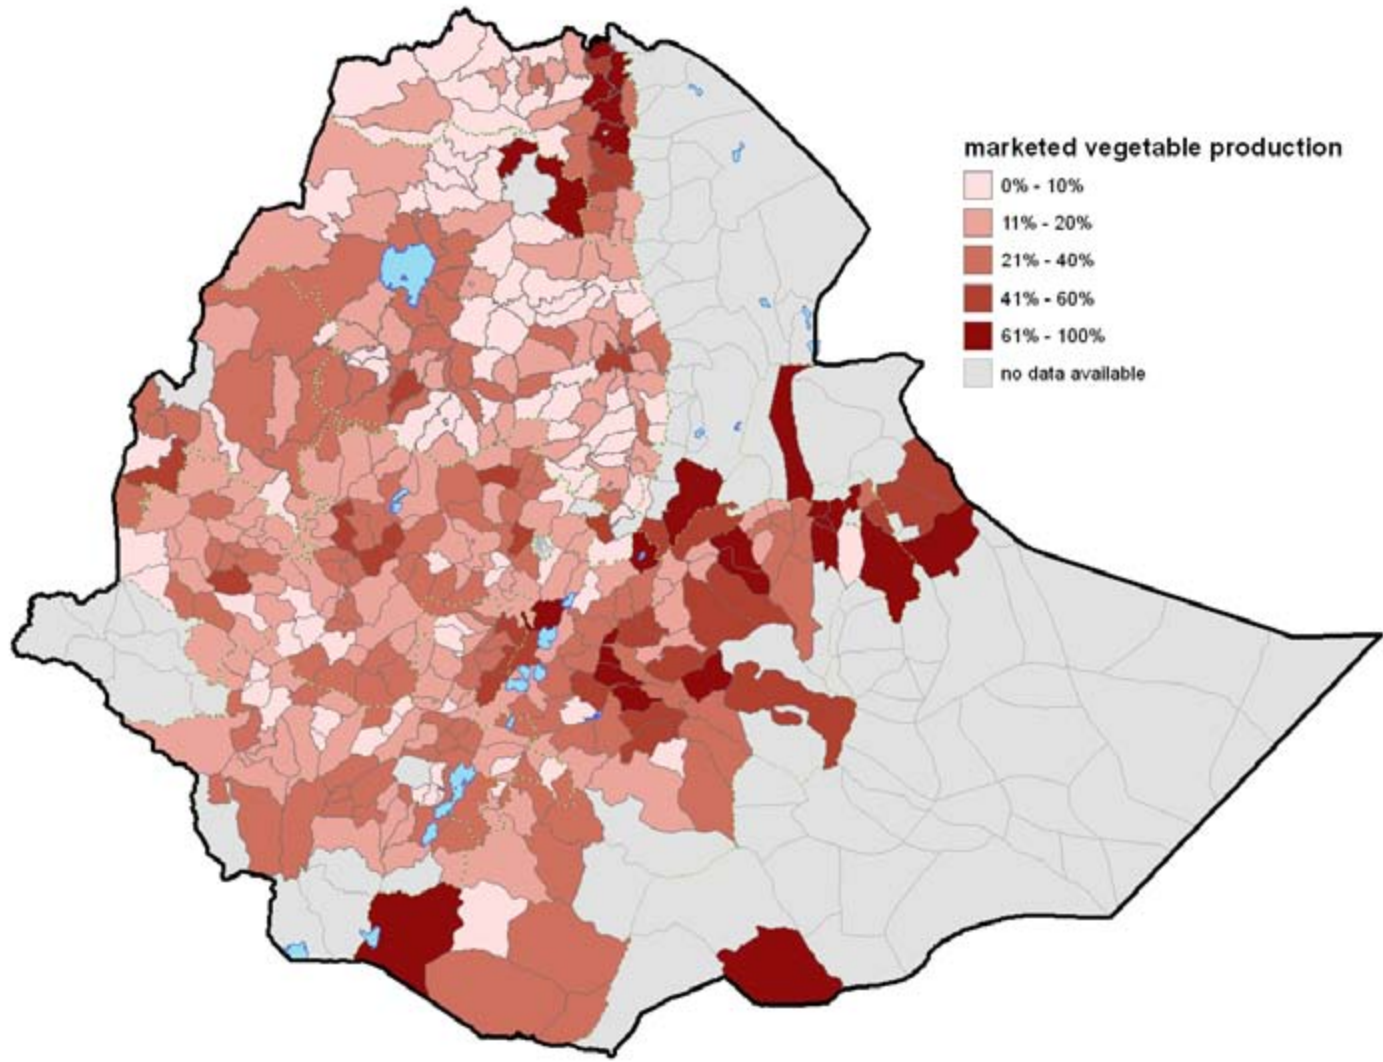 marketed vegetable production
0% - 10%
11% - 20%
21% - 40%
41% - 60%
61% - 100%
no data available